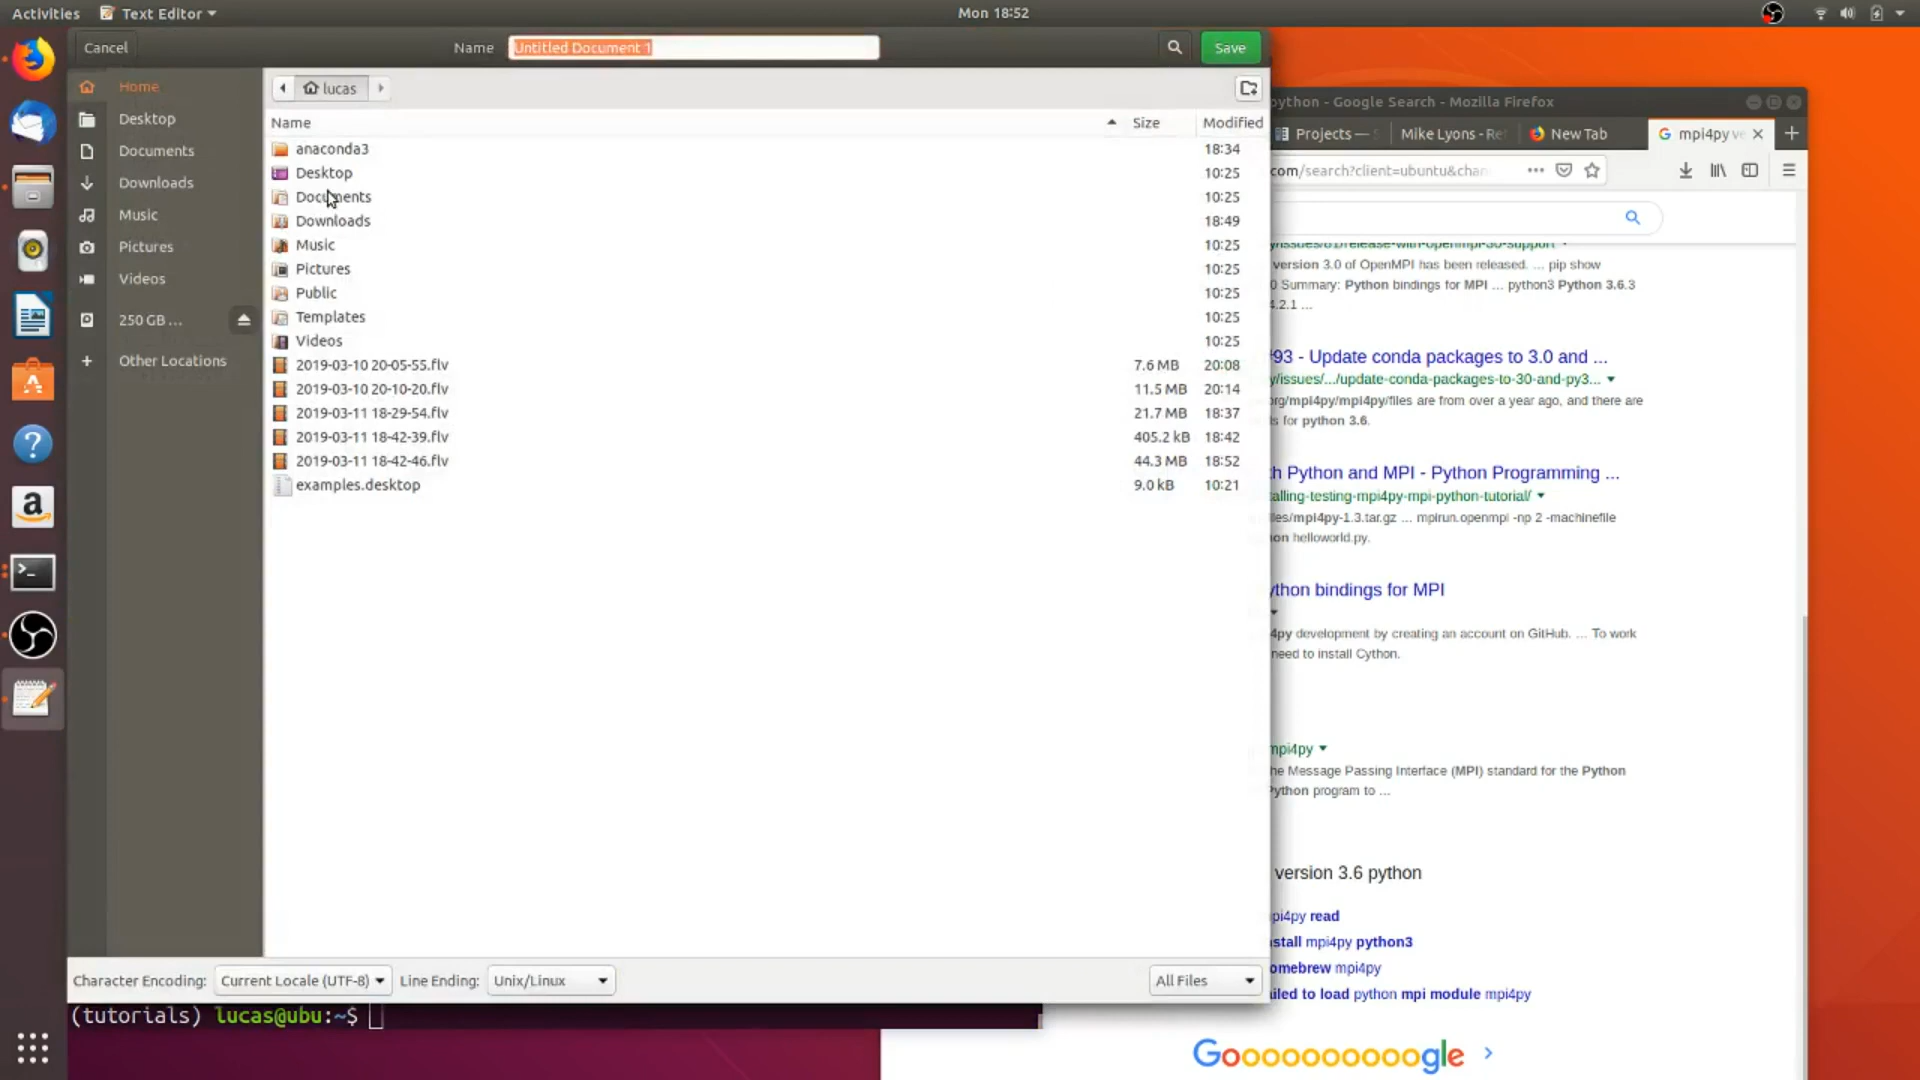 Activities
Text Editor
Mon 18:52
Cancel
Name
Untitled Document 1
Save
Home
Desktop
Documents
Downloads
Music
Pictures
Videos
250 GB ...
Other Locations
lucas
Name Size Modified
anaconda3 18:34
Desktop 10:25
Documents 10:25
Downloads 18:49
Music 10:25
Pictures 10:25
Public 10:25
Templates 10:25
Videos 10:25
2019-03-10 20-05-55.flv 7.6 MB 20:08
2019-03-10 20-10-20.flv 11.5 MB 20:14
2019-03-11 18-29-54.flv 21.7 MB 18:37
2019-03-11 18-42-39.flv 405.2 kB 18:42
2019-03-11 18-42-46.flv 44.3 MB 18:52
examples.desktop 9.0 kB 10:21
Character Encoding: Current Locale (UTF-8) Line Ending: Unix/Linux All Files
(tutorials) lucas@ubu:~$
python - Google Search - Mozilla Firefox
Projects —
Mike Lyons - Re
New Tab
mpi4py ve
com/search?client=ubuntu&chan
version 3.0 of OpenMPI has been released. ... pip show
0 Summary: Python bindings for MPI ... python3 Python 3.6.3
4.2.1 ...
#93 - Update conda packages to 3.0 and ...
y/issues/.../update-conda-packages-to-30-and-py3...
org/mpi4py/mpi4py/files are from over a year ago, and there are
s for python 3.6.
h Python and MPI - Python Programming ...
alling-testing-mpi4py-mpi-python-tutorial/
les/mpi4py-1.3.tar.gz ... mpirun.openmpi -np 2 -machinefile
on helloworld.py.
ython bindings for MPI
4py development by creating an account on GitHub. ... To work
need to install Cython.
mpi4py
he Message Passing Interface (MPI) standard for the Python
Python program to ...
version 3.6 python
pi4py read
stall mpi4py python3
omebrew mpi4py
ailed to load python mpi module mpi4py
Goooooooooogle